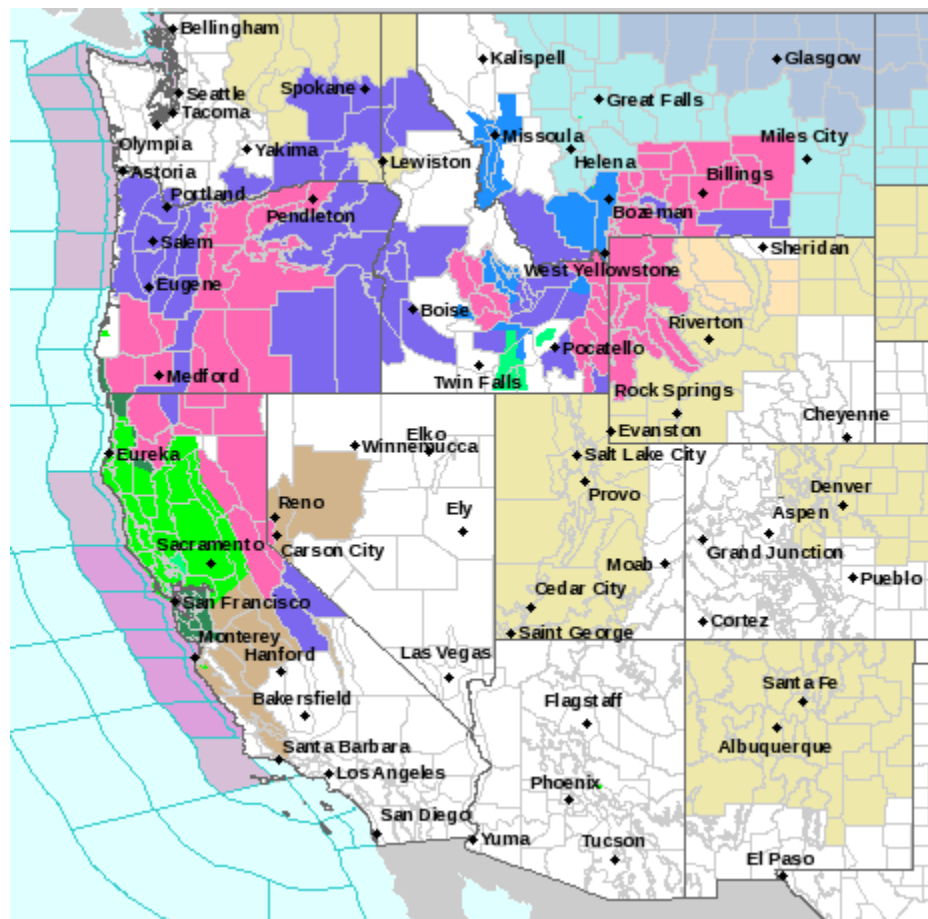 Bellingham
Kalispell
Glasgow
Spokane
Seattle
Great Falls
Tacoma
Missoula
Miles City
Olympia
Yakima
Lewiston
Helena
Astoria
Billings
Portland
Pendleton
Bozeman
Salem
Sheridan
West Yellowstone
Eugene
Boise
Riverton
Pocatello
Medford
Twin Falls
Rock Springs
Cheyenne
Elko
Evanston
Eureka
Winnemucca
Salt Lake City
Provo
Denver
Reno
Ely
Aspen
Sacramento
Carson City
Grand Junction
Moab
Pueblo
Cedar City
San Francisco
Cortez
Saint George
Monterey
Hanford
Las Vegas
Santa Fe
Bakersfield
Flagstaff
Albuquerque
Santa Barbara
Los Angeles
Phoenix
San Diego
Yuma
Tucson
El Paso